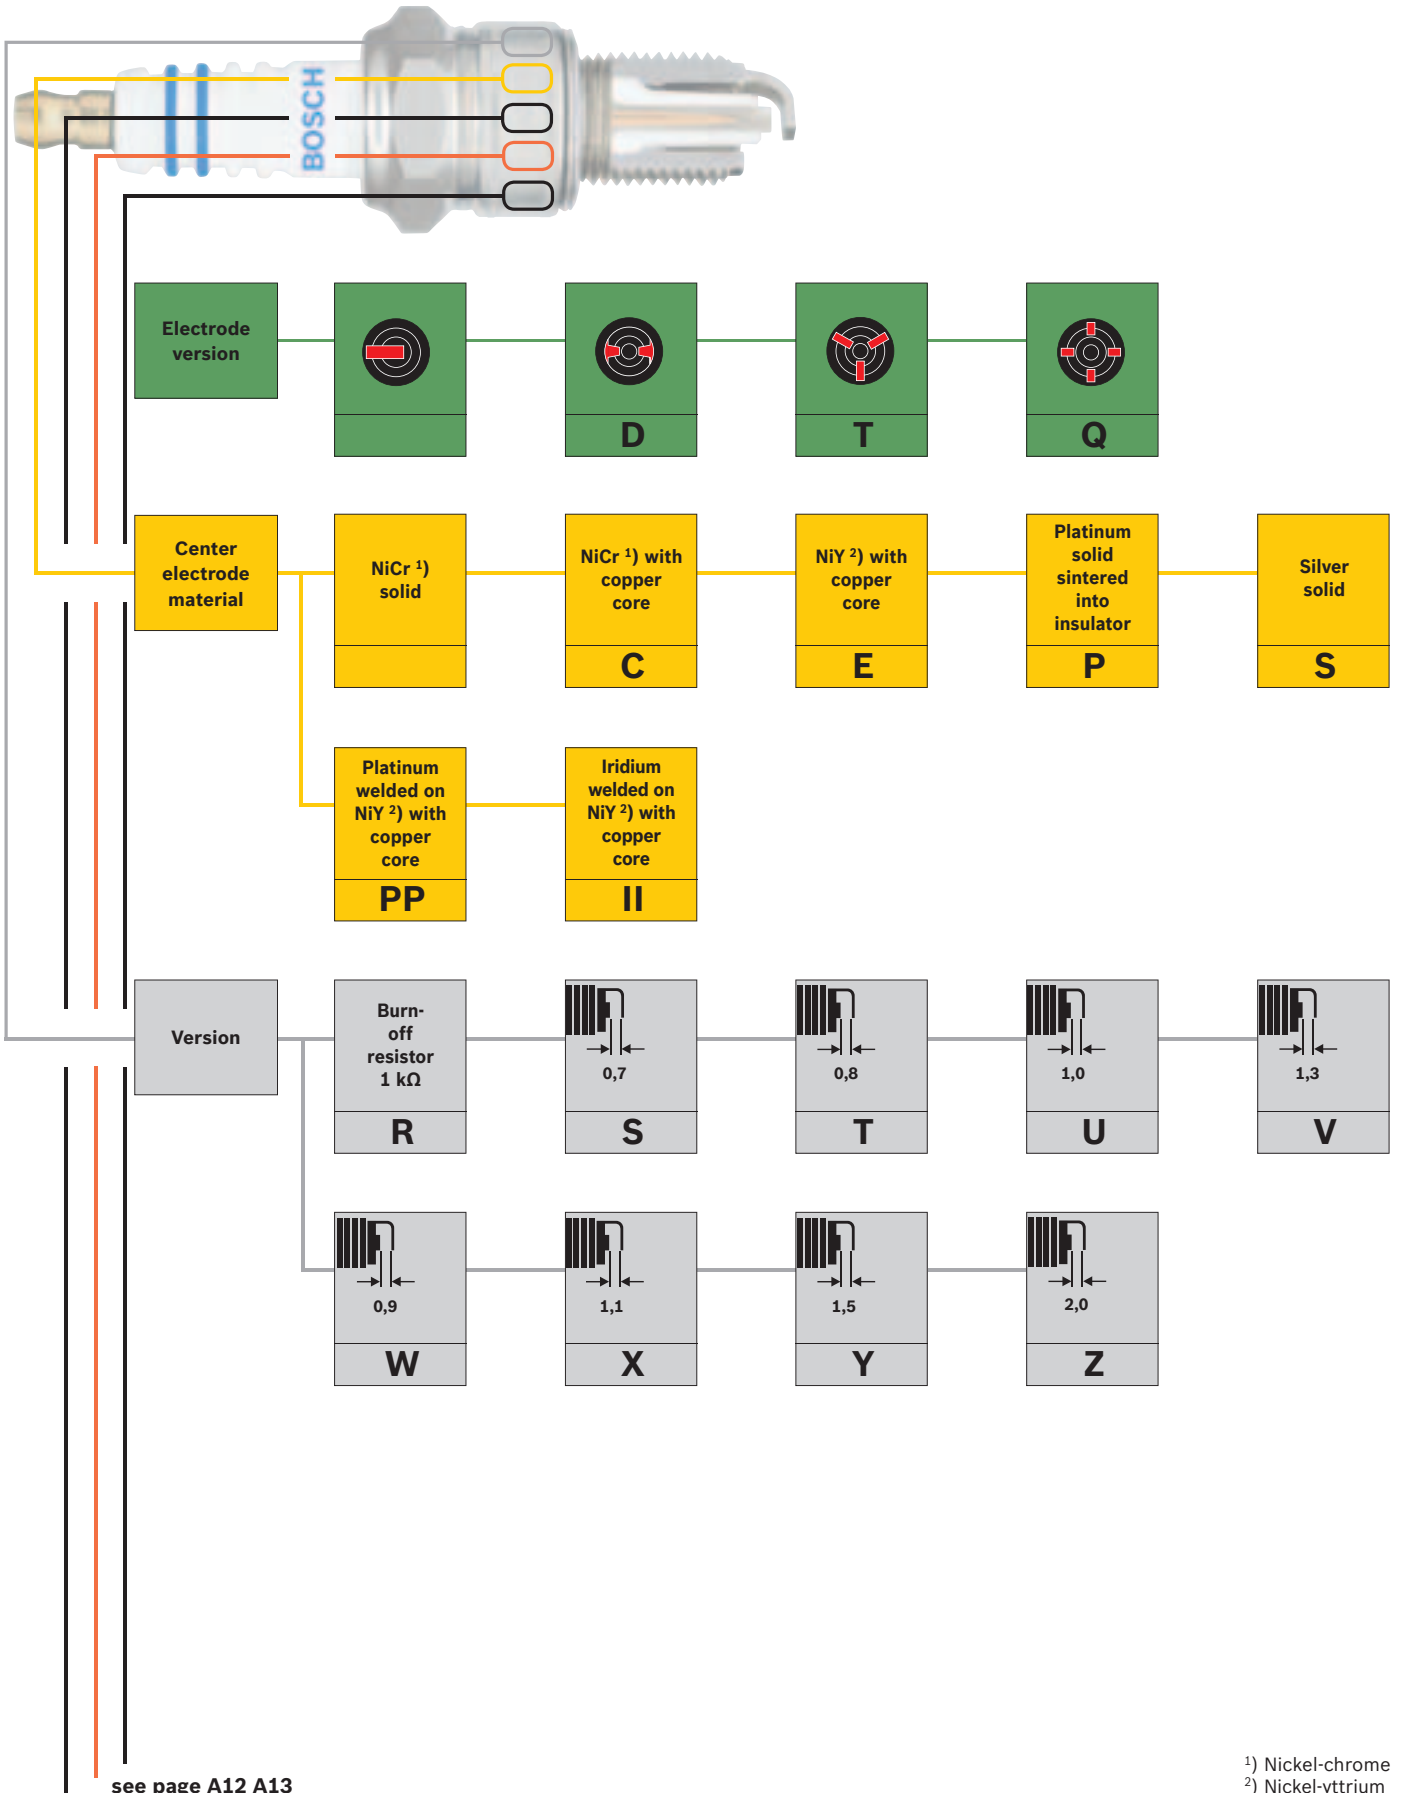 BOSCH
Electrode
version
D
T
Q
Center
electrode
material
NiCr ¹)
solid
NiCr ¹) with
copper
core
C
NiY ²) with
copper
core
E
Platinum
solid
sintered
into
insulator
P
Silver
solid
S
Platinum
welded on
NiY ²) with
copper
core
PP
Iridium
welded on
NiY ²) with
copper
core
II
Version
Burn-
off
resistor
1 kΩ
R
0,7
S
0,8
T
1,0
U
1,3
V
0,9
W
1,1
X
1,5
Y
2,0
Z
see page A12 A13
¹) Nickel-chrome
²) Nickel-yttrium